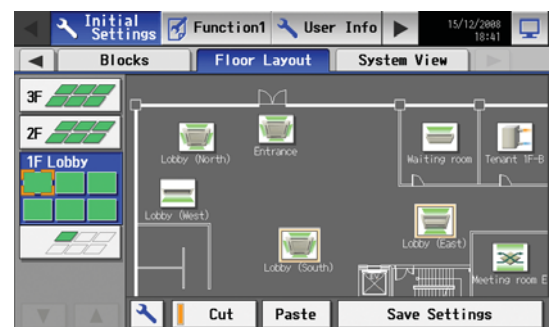 Initial
Settings
Function1
User Info
15/12/2008
18:41
Blocks
Floor Layout
System View
3F
2F
1F Lobby
Lobby (North)
Entrance
Waiting room
Tenant 1F-B
Lobby (West)
Lobby (South)
Lobby (East)
Meeting room E
Cut
Paste
Save Settings